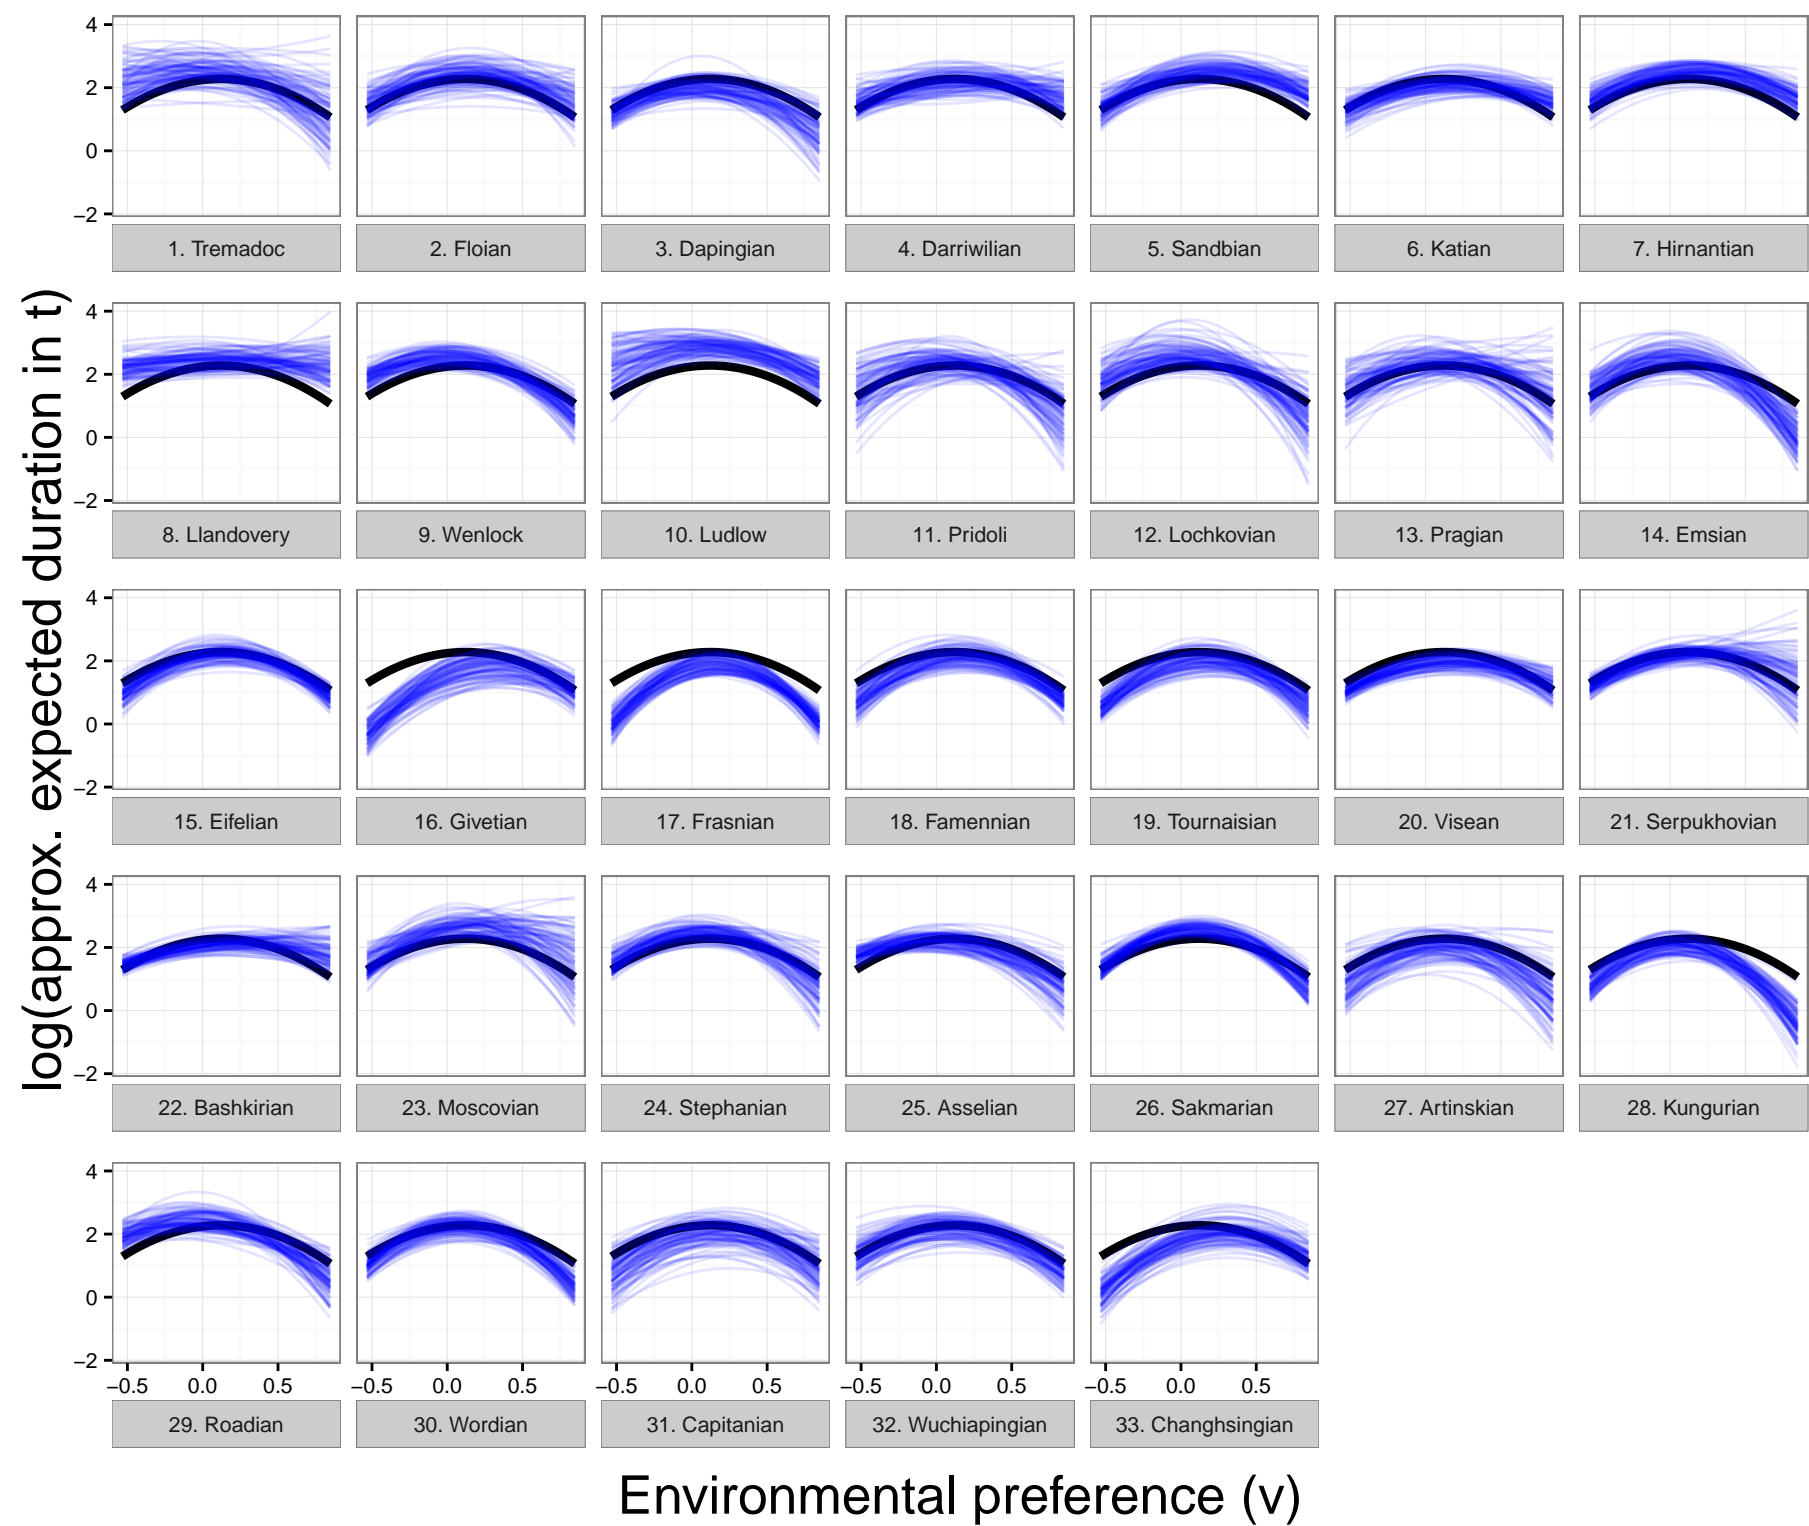 log(approx. expected duration in t)
4
2
0
−2
1. Tremadoc
2. Floian
3. Dapingian
4. Darriwilian
5. Sandbian
6. Katian
7. Hirnantian
4
2
0
−2
8. Llandovery
9. Wenlock
10. Ludlow
11. Pridoli
12. Lochkovian
13. Pragian
14. Emsian
4
2
0
−2
15. Eifelian
16. Givetian
17. Frasnian
18. Famennian
19. Tournaisian
20. Visean
21. Serpukhovian
4
2
0
−2
22. Bashkirian
23. Moscovian
24. Stephanian
25. Asselian
26. Sakmarian
27. Artinskian
28. Kungurian
4
2
0
−2
−0.5 0.0 0.5
−0.5 0.0 0.5
−0.5 0.0 0.5
−0.5 0.0 0.5
−0.5 0.0 0.5
29. Roadian
30. Wordian
31. Capitanian
32. Wuchiapingian
33. Changhsingian
Environmental preference (v)